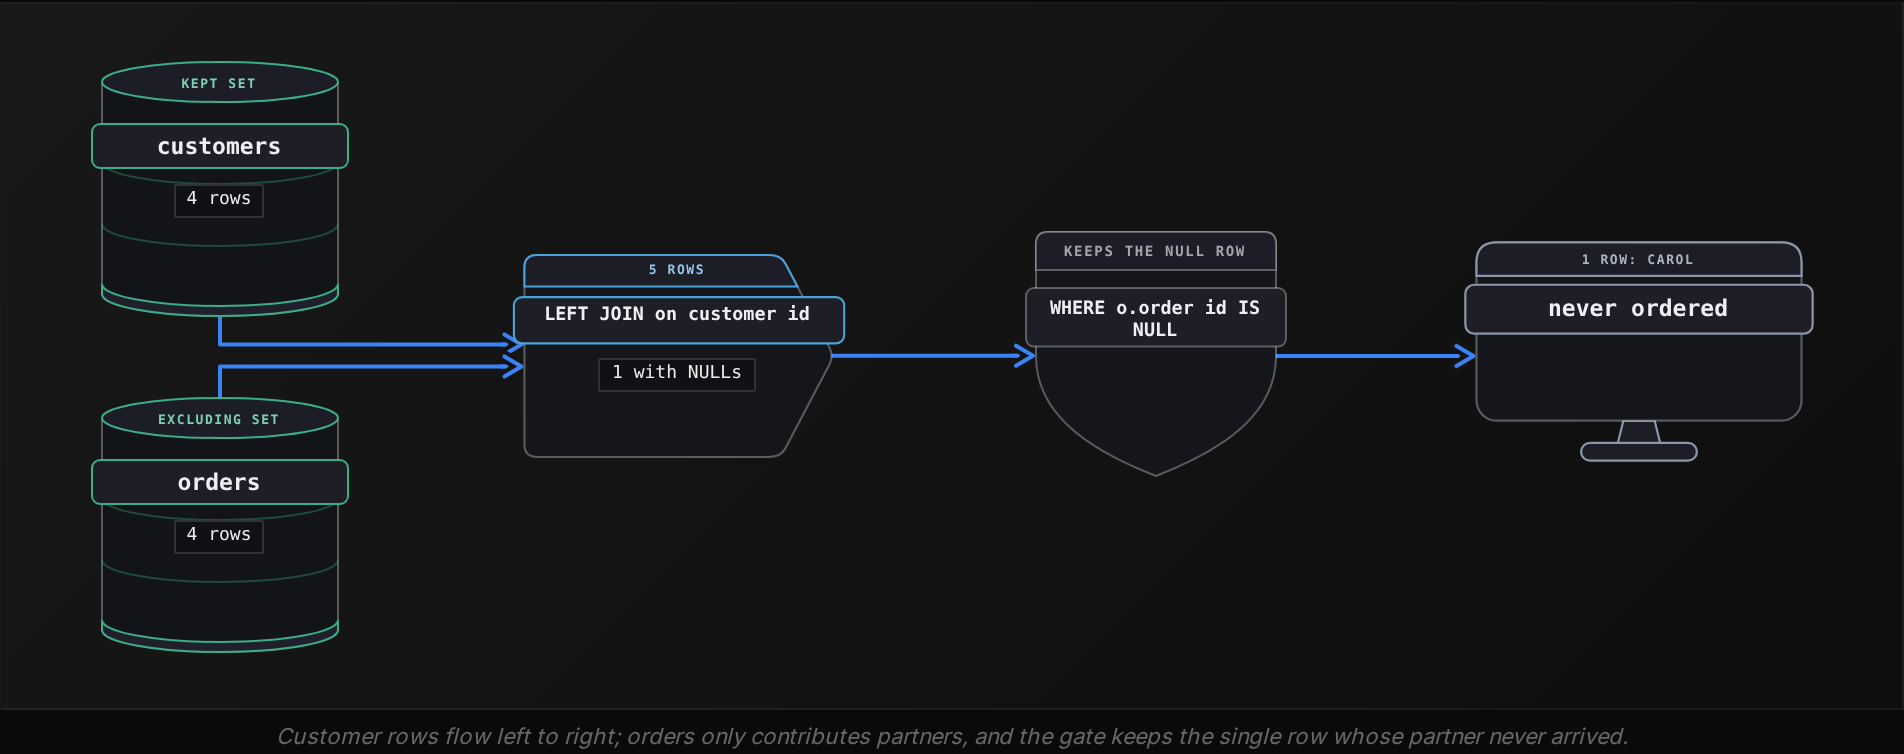 KEPT SET
customers
4 rows
EXCLUDING SET
orders
4 rows
5 ROWS
LEFT JOIN on customer id
1 with NULLs
KEEPS THE NULL ROW
WHERE o.order id IS
NULL
1 ROW: CAROL
never ordered
Customer rows flow left to right; orders only contributes partners, and the gate keeps the single row whose partner never arrived.